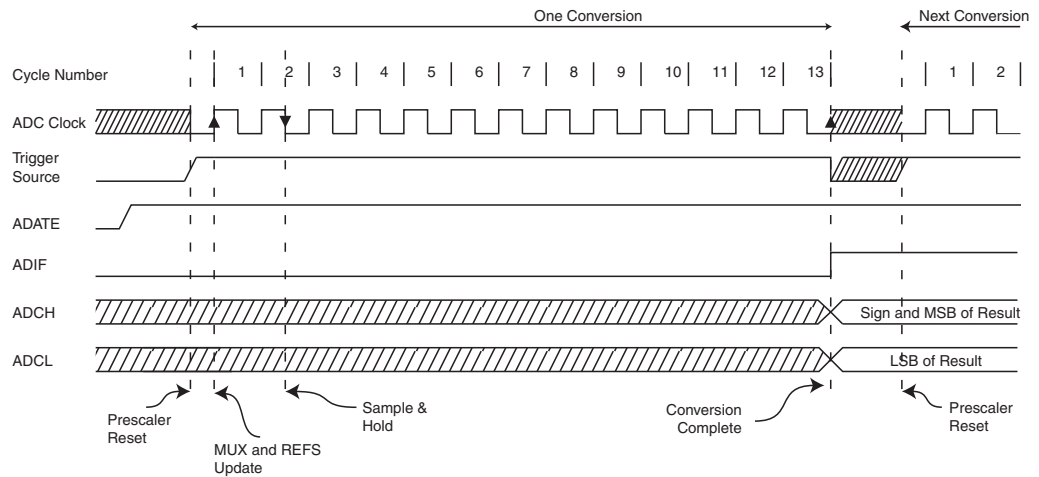 One Conversion
Next Conversion
Cycle Number
1 2 3 4 5 6 7 8 9 10 11 12 13 1 2
ADC Clock
Trigger
Source
ADATE
ADIF
ADCH
Sign and MSB of Result
ADCL
LSB of Result
Prescaler
Reset
MUX and REFS
Update
Sample &
Hold
Conversion
Complete
Prescaler
Reset